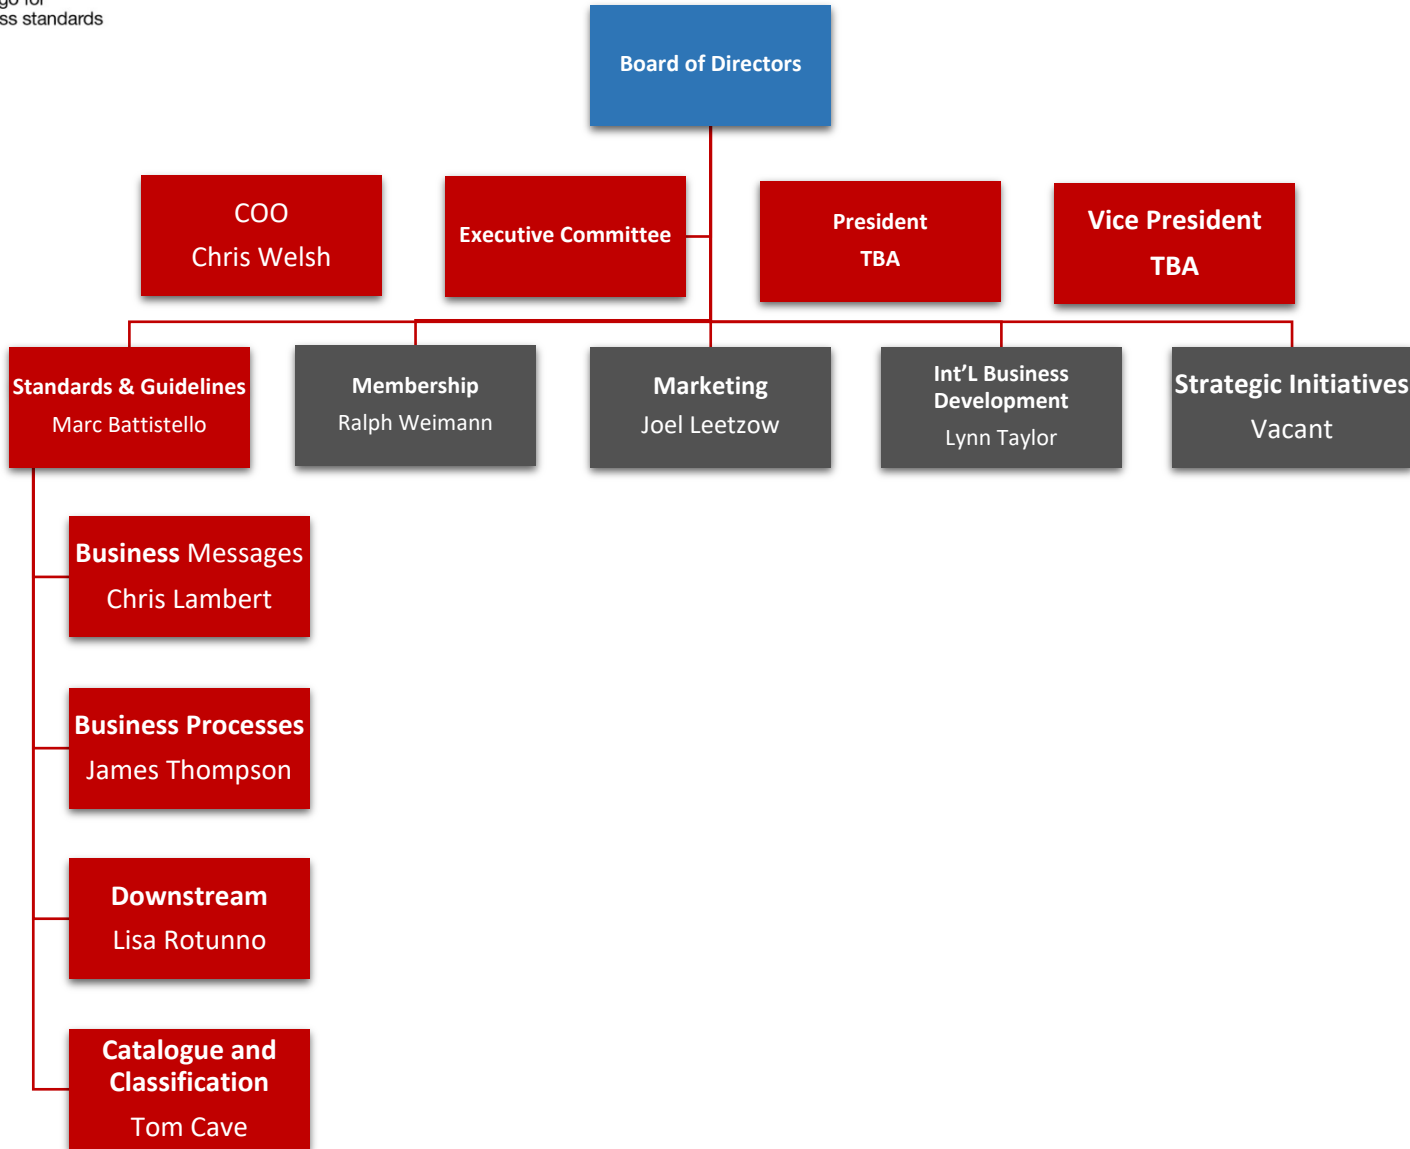 ss standards
Board of Directors
COO
Chris Welsh
Executive Committee
President
TBA
Vice President
TBA
Standards & Guidelines
Marc Battistello
Membership
Ralph Weimann
Marketing
Joel Leetzow
Int’L Business
Development
Lynn Taylor
Strategic Initiatives
Vacant
Business Messages
Chris Lambert
Business Processes
James Thompson
Downstream
Lisa Rotunno
Catalogue and
Classification
Tom Cave